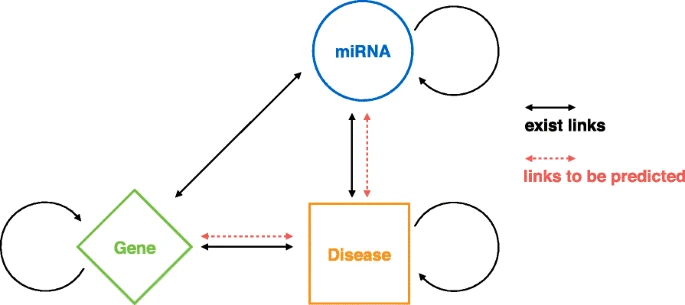 miRNA
exist links
links to be predicted
Gene
Disease